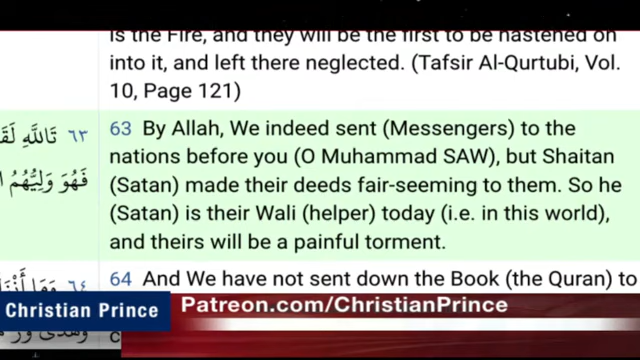 is the Fire, and they will be the first to be hastened on
into it, and left there neglected. (Tafsir Al-Qurtubi, Vol.
10, Page 121)
٦٣ تَاللَّهِ
فَهُوَ وَلِيُّهُمُ
63 By Allah, We indeed sent (Messengers) to the
nations before you (O Muhammad SAW), but Shaitan
(Satan) made their deeds fair-seeming to them. So he
(Satan) is their Wali (helper) today (i.e. in this world),
and theirs will be a painful torment.
٦٤
64 And We have not sent down the Book (the Quran) to
Christian Prince
Patreon.com/ChristianPrince